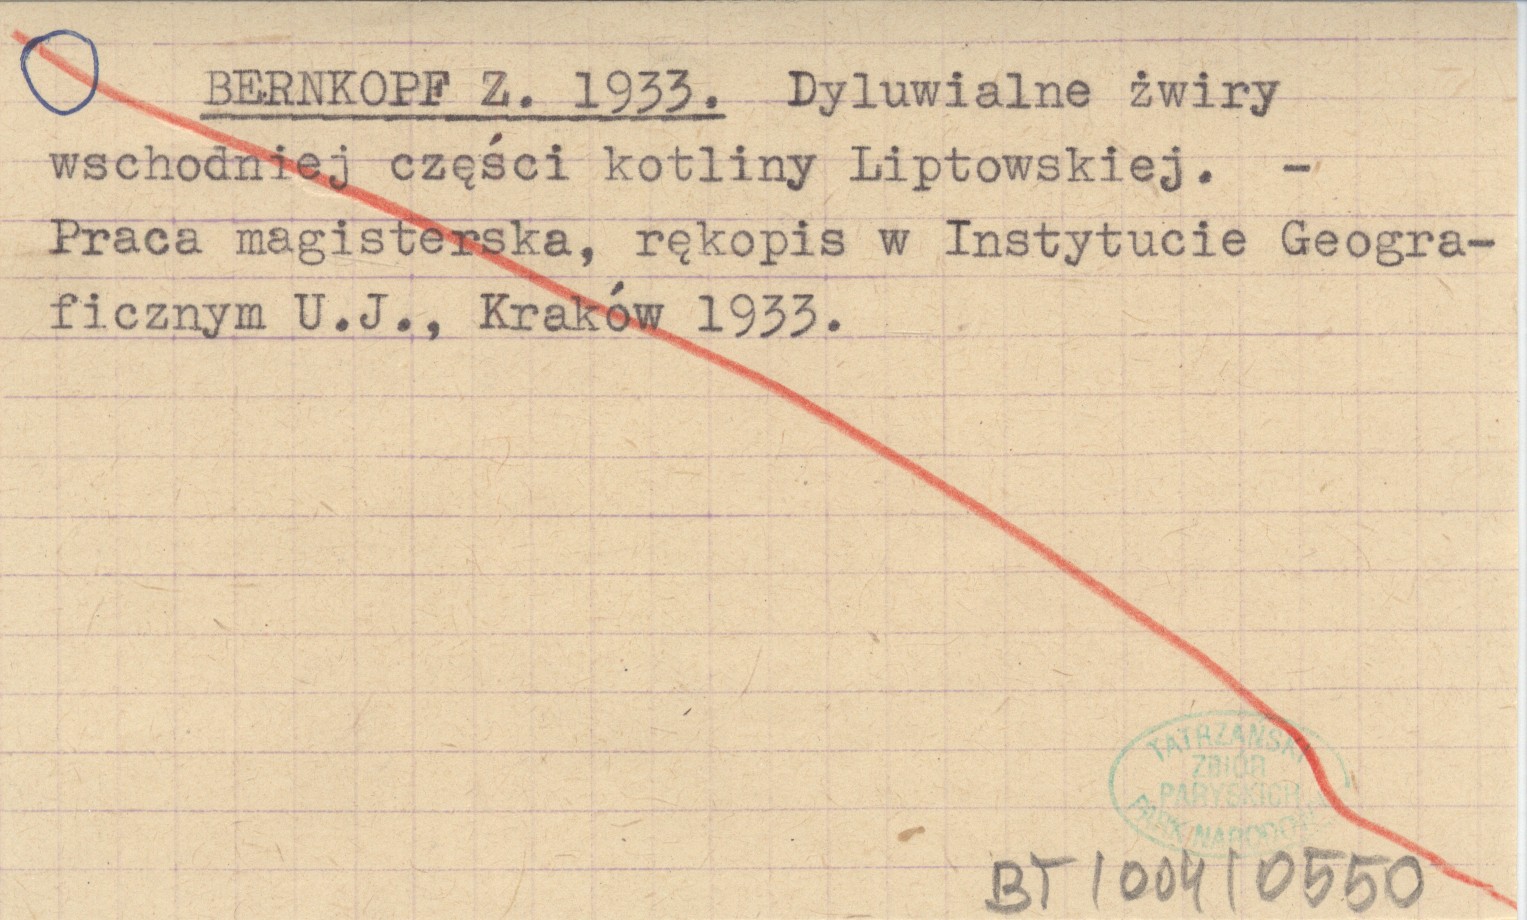 BERNKOPF Z. 1933. Dyluwialne żwiry
wschodniej części kotliny Liptowskiej. -
Praca magisterska, rękopis w Instytucie Geogra-
ficznym U.J., Kraków 1933.
TATRZAŃSKI
ZBIÓR
PARYSKICH
PARK NARODOWY
BT/004/0550